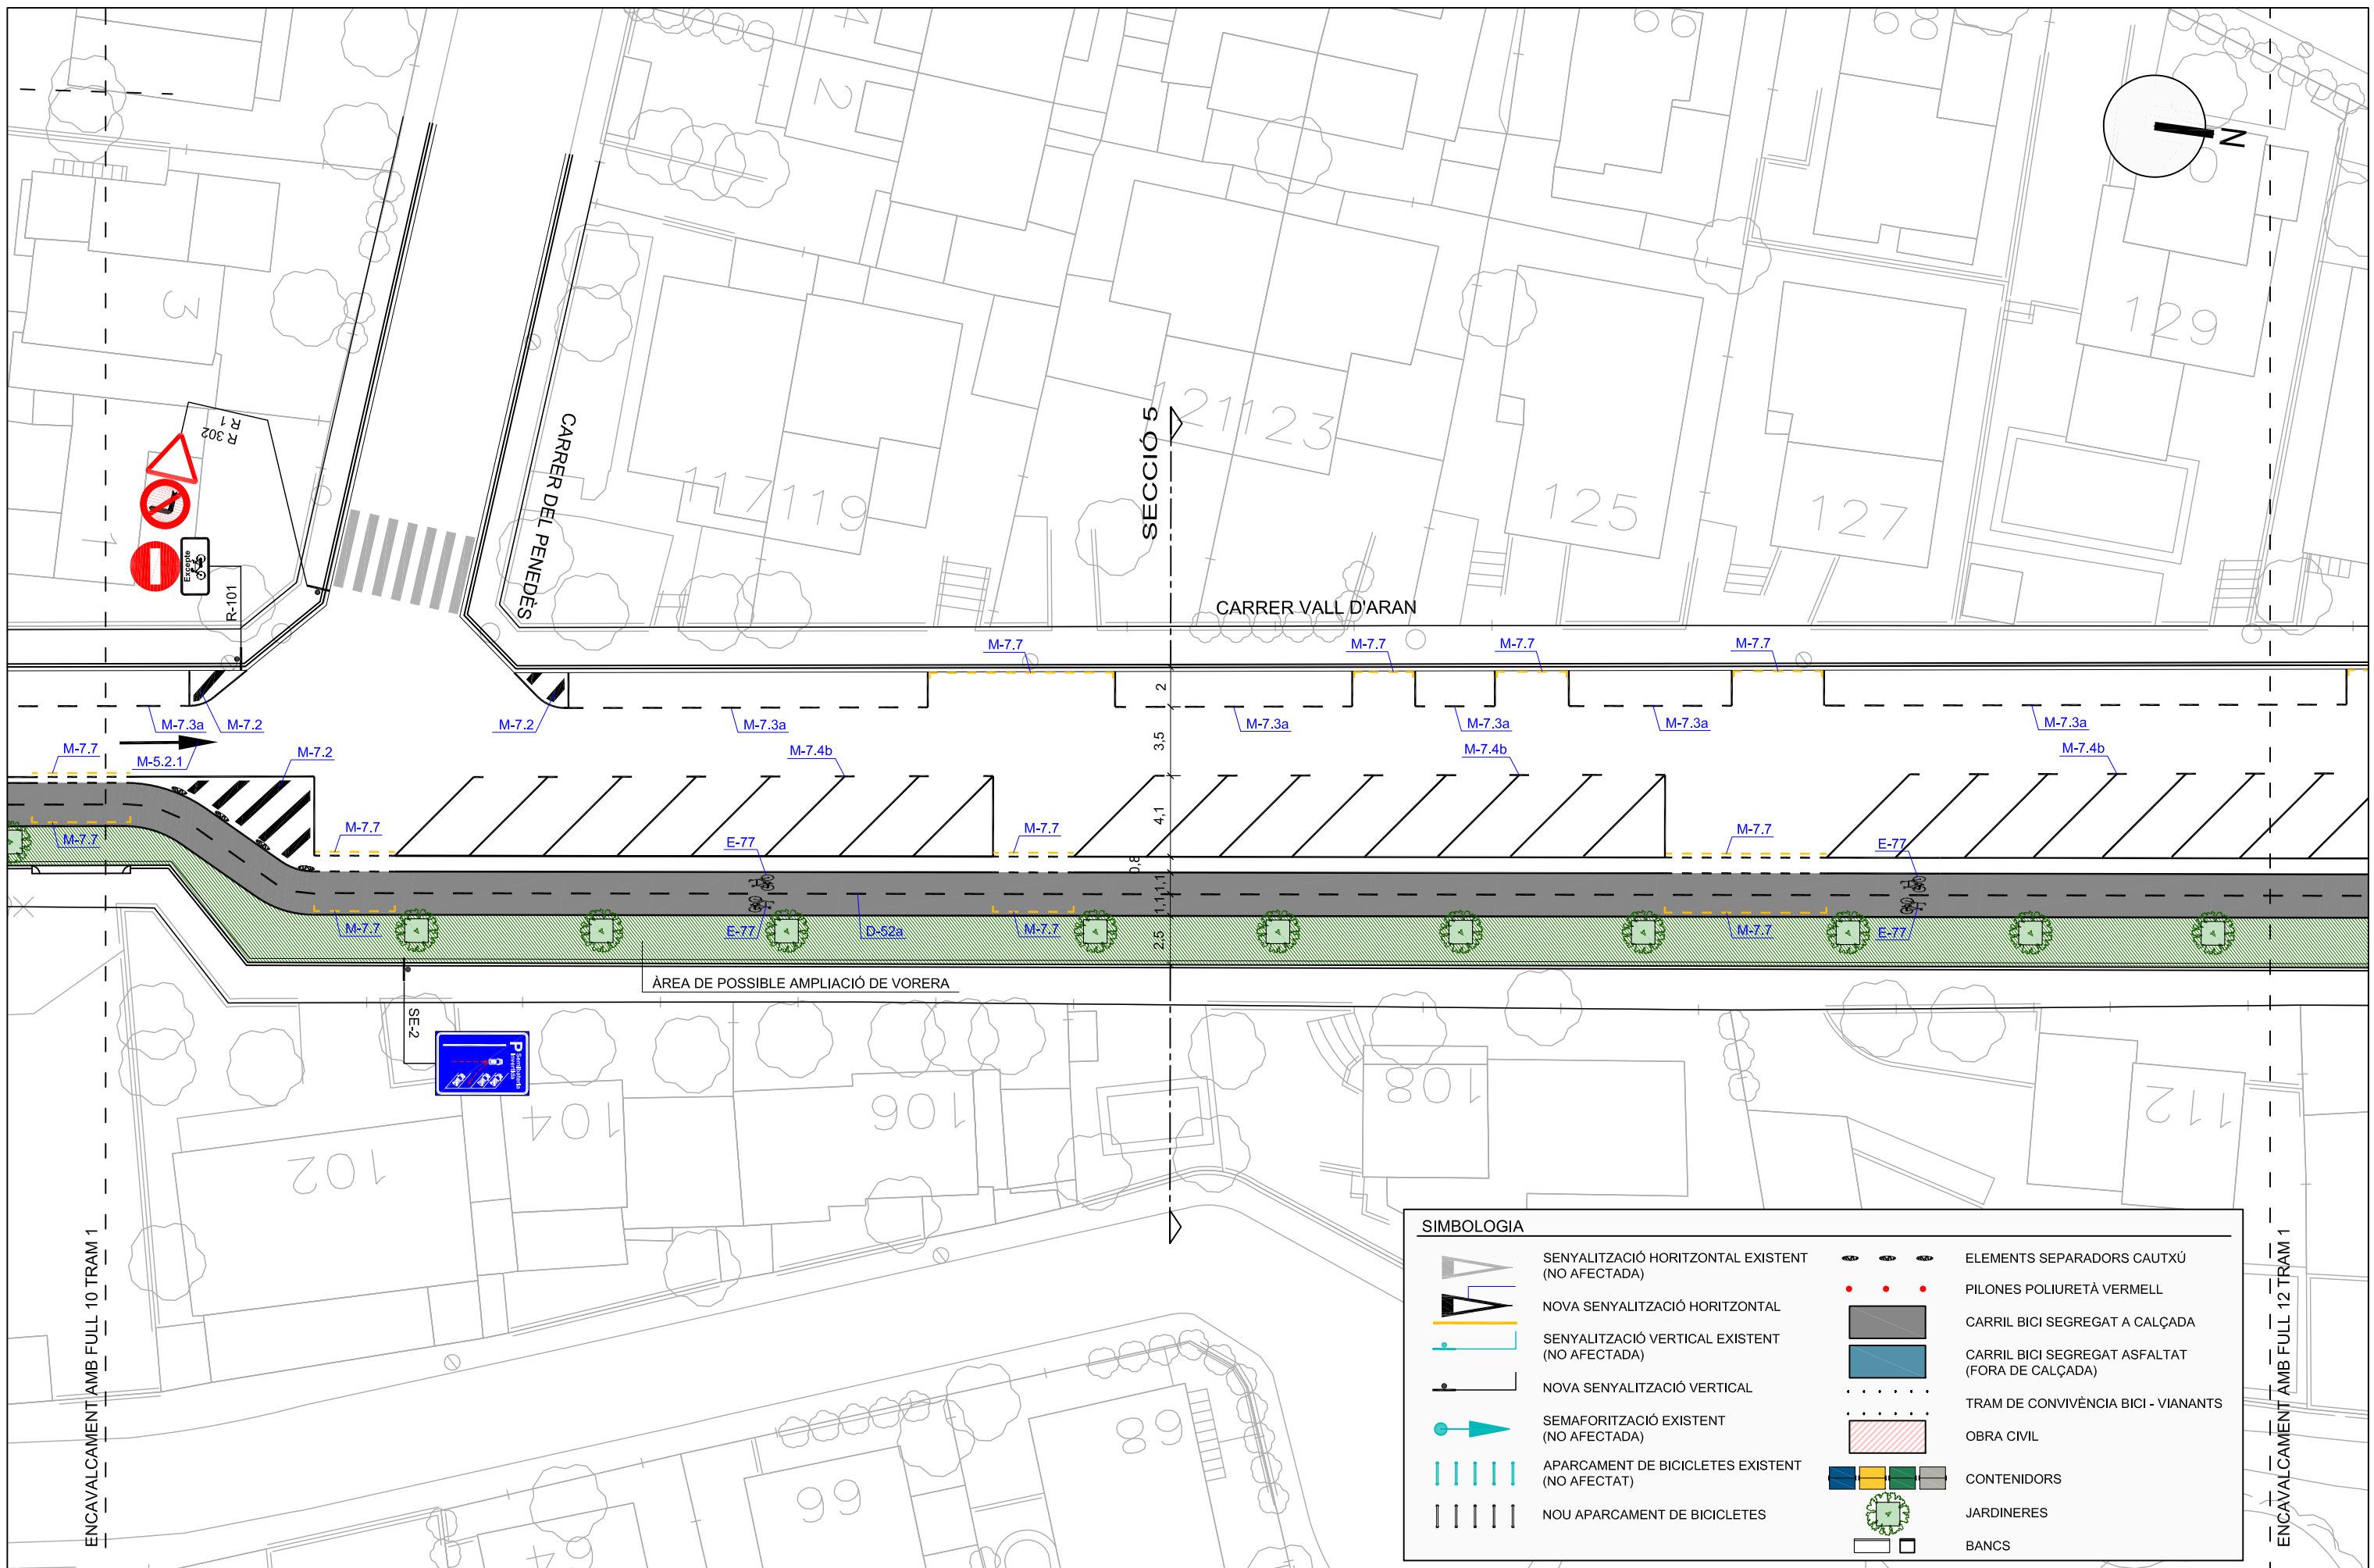 N
2
3
1
117
119
121
123
125
127
129
R 1
R 302
Excepte
R-101
CARRER DEL PENEDÈS
SECCIÓ 5
CARRER VALL D'ARAN
M-7.7
M-7.7
M-7.7
M-7.7
2
M-7.3a
M-7.2
M-7.2
M-7.3a
M-7.3a
M-7.3a
M-7.3a
M-7.3a
M-7.7
M-5.2.1
M-7.2
M-7.4b
3,5
M-7.4b
M-7.4b
M-7.7
M-7.7
4,1
M-7.7
M-7.7
E-77
0,8
E-77
1,1
1,1
M-7.7
E-77
D-52a
M-7.7
M-7.7
E-77
2,5
ÀREA DE POSSIBLE AMPLIACIÓ DE VORERA
SE-2
P Semibateria
Invertida
102
104
106
108
112
99
89
ENCAVALCAMENT AMB FULL 10 TRAM 1
ENCAVALCAMENT AMB FULL 12 TRAM 1
SIMBOLOGIA
SENYALITZACIÓ HORITZONTAL EXISTENT
(NO AFECTADA)
NOVA SENYALITZACIÓ HORITZONTAL
SENYALITZACIÓ VERTICAL EXISTENT
(NO AFECTADA)
NOVA SENYALITZACIÓ VERTICAL
SEMAFORITZACIÓ EXISTENT
(NO AFECTADA)
APARCAMENT DE BICICLETES EXISTENT
(NO AFECTAT)
NOU APARCAMENT DE BICICLETES
ELEMENTS SEPARADORS CAUTXÚ
PILONES POLIURETÀ VERMELL
CARRIL BICI SEGREGAT A CALÇADA
CARRIL BICI SEGREGAT ASFALTAT
(FORA DE CALÇADA)
TRAM DE CONVIVÈNCIA BICI - VIANANTS
OBRA CIVIL
CONTENIDORS
JARDINERES
BANCS